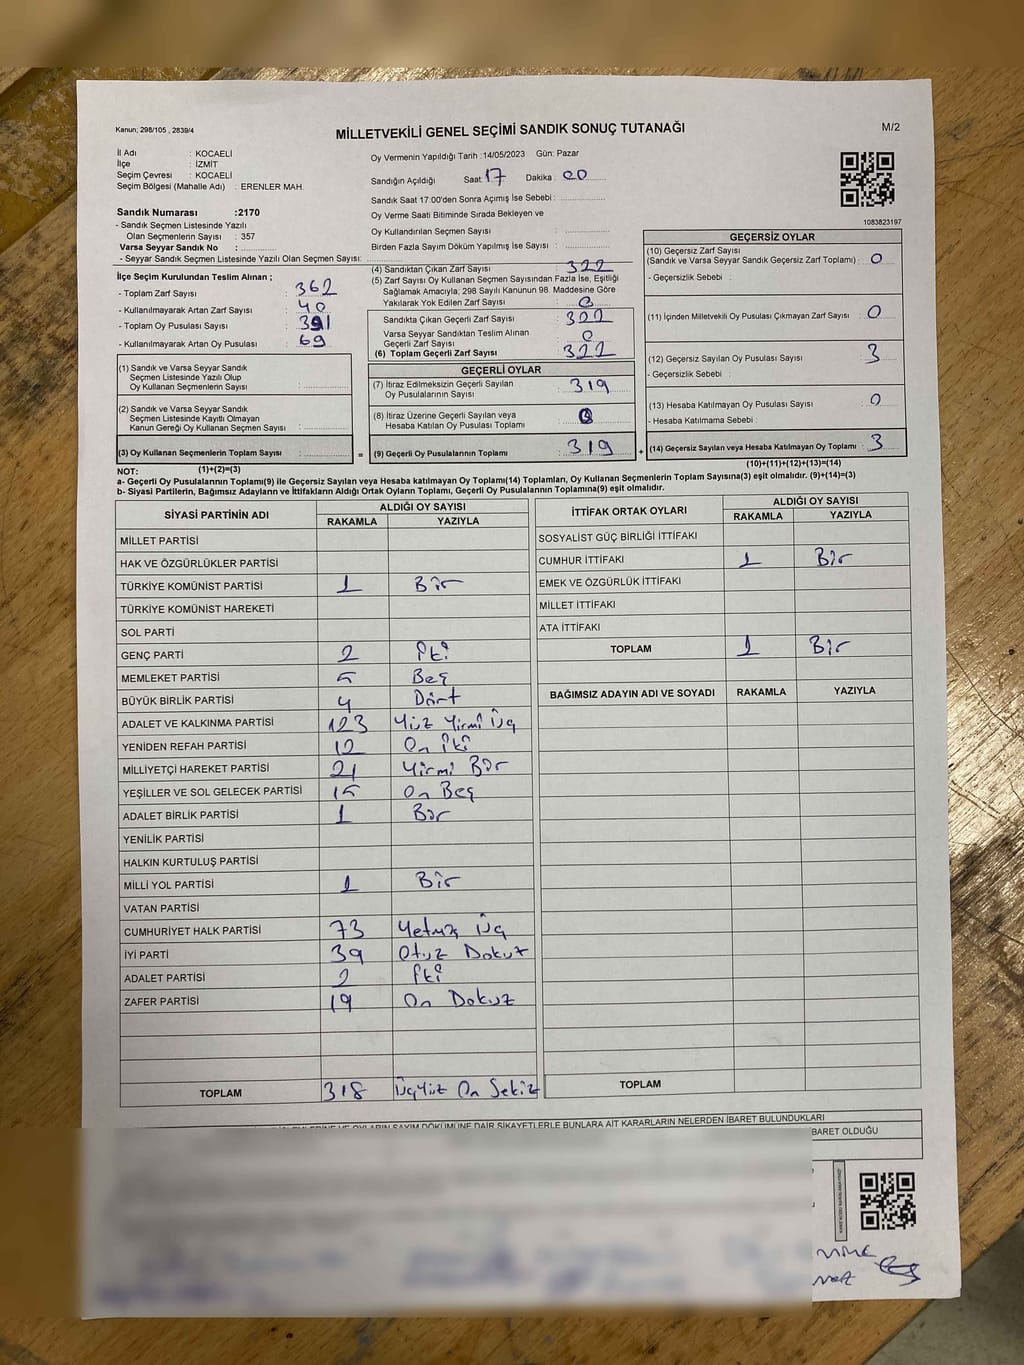 Kanun; 298/105 , 2839/4
MİLLETVEKİLİ GENEL SEÇİMİ SANDIK SONUÇ TUTANAĞI
M/2
İl Adı : KOCAELİ
İlçe : İZMİT
Seçim Çevresi : KOCAELİ
Seçim Bölgesi (Mahalle Adı) : ERENLER MAH.
Sandık Numarası :2170
- Sandık Seçmen Listesinde Yazılı
Olan Seçmenlerin Sayısı : 357
Varsa Seyyar Sandık No :
- Seyyar Sandık Seçmen Listesinde Yazılı Olan Seçmen Sayısı:
İlçe Seçim Kurulundan Teslim Alınan ;
- Toplam Zarf Sayısı : 362
- Kullanılmayarak Artan Zarf Sayısı : 40
- Toplam Oy Pusulası Sayısı : 391
- Kullanılmayarak Artan Oy Pusulası : 69
(1) Sandık ve Varsa Seyyar Sandık
Seçmen Listesinde Yazılı Olup
Oy Kullanan Seçmenlerin Sayısı :
(2) Sandık ve Varsa Seyyar Sandık
Seçmen Listesinde Kayıtlı Olmayan
Kanun Gereği Oy Kullanan Seçmen Sayısı :
(3) Oy Kullanan Seçmenlerin Toplam Sayısı :
Oy Vermenin Yapıldığı Tarih :14/05/2023 Gün: Pazar
Sandığın Açıldığı Saat 17 Dakika : 00
Sandık Saat 17:00'den Sonra Açımış İse Sebebi :
Oy Verme Saati Bitiminde Sırada Bekleyen ve
Oy Kullandırılan Seçmen Sayısı :
Birden Fazla Sayım Döküm Yapılmış İse Sayısı :
(4) Sandıktan Çıkan Zarf Sayısı : 322
(5) Zarf Sayısı Oy Kullanan Seçmen Sayısından Fazla İse, Eşitliği
Sağlamak Amacıyla; 298 Sayılı Kanunun 98. Maddesine Göre
Yakılarak Yok Edilen Zarf Sayısı : 0
Sandıkta Çıkan Geçerli Zarf Sayısı : 322
Varsa Seyyar Sandıktan Teslim Alınan
Geçerli Zarf Sayısı : 0
(6) Toplam Geçerli Zarf Sayısı : 322
GEÇERLİ OYLAR
(7) İtiraz Edilmeksizin Geçerli Sayılan
Oy Pusulalarının Sayısı : 319
(8) İtiraz Üzerine Geçerli Sayılan veya
Hesaba Katılan Oy Pusulası Toplamı : 0
= (9) Geçerli Oy Pusulalarının Toplamı : 319 +
1083823197
GEÇERSİZ OYLAR
(10) Geçersiz Zarf Sayısı
(Sandık ve Varsa Seyyar Sandık Geçersiz Zarf Toplamı) : 0
- Geçersizlik Sebebi :
(11) İçinden Milletvekili Oy Pusulası Çıkmayan Zarf Sayısı : 0
(12) Geçersiz Sayılan Oy Pusulası Sayısı : 3
- Geçersizlik Sebebi :
(13) Hesaba Katılmayan Oy Pusulası Sayısı : 0
- Hesaba Katılmama Sebebi :
(14) Geçersiz Sayılan veya Hesaba Katılmayan Oy Toplamı : 3
NOT: (1)+(2)=(3) (10)+(11)+(12)+(13)=(14)
a- Geçerli Oy Pusulalarının Toplamı(9) ile Geçersiz Sayılan veya Hesaba katılmayan Oy Toplamı(14) Toplamları, Oy Kullanan Seçmenlerin Toplam Sayısına(3) eşit olmalıdır. (9)+(14)=(3)
b- Siyasi Partilerin, Bağımsız Adayların ve İttifakların Aldığı Ortak Oyların Toplamı, Geçerli Oy Pusulalarının Toplamına(9) eşit olmalıdır.
SİYASİ PARTİNİN ADI ALDIĞI OY SAYISI
RAKAMLA YAZIYLA
MİLLET PARTİSİ
HAK VE ÖZGÜRLÜKLER PARTİSİ
TÜRKİYE KOMÜNİST PARTİSİ 1 Bir
TÜRKİYE KOMÜNİST HAREKETİ
SOL PARTİ
GENÇ PARTİ 2 İki
MEMLEKET PARTİSİ 5 Beş
BÜYÜK BİRLİK PARTİSİ 4 Dört
ADALET VE KALKINMA PARTİSİ 123 Yüz Yirmi Üç
YENİDEN REFAH PARTİSİ 12 On İki
MİLLİYETÇİ HAREKET PARTİSİ 21 Yirmi Bir
YEŞİLLER VE SOL GELECEK PARTİSİ 15 On Beş
ADALET BİRLİK PARTİSİ 1 Bir
YENİLİK PARTİSİ
HALKIN KURTULUŞ PARTİSİ
MİLLİ YOL PARTİSİ 1 Bir
VATAN PARTİSİ
CUMHURİYET HALK PARTİSİ 73 Yetmiş Üç
İYİ PARTİ 39 Otuz Dokuz
ADALET PARTİSİ 2 İki
ZAFER PARTİSİ 19 On Dokuz
TOPLAM 318 Üçyüz On Sekiz
İTTİFAK ORTAK OYLARI ALDIĞI OY SAYISI
RAKAMLA YAZIYLA
SOSYALİST GÜÇ BİRLİĞİ İTTİFAKI
CUMHUR İTTİFAKI 1 Bir
EMEK VE ÖZGÜRLÜK İTTİFAKI
MİLLET İTTİFAKI
ATA İTTİFAKI
TOPLAM 1 Bir
BAĞIMSIZ ADAYIN ADI VE SOYADI RAKAMLA YAZIYLA
TOPLAM
OYLARIN SAYIM DÖKÜMÜNE DAİR ŞİKAYETLERLE BUNLARA AİT KARARLARIN NELERDEN İBARET BULUNDUKLARI
BARET OLDUĞU